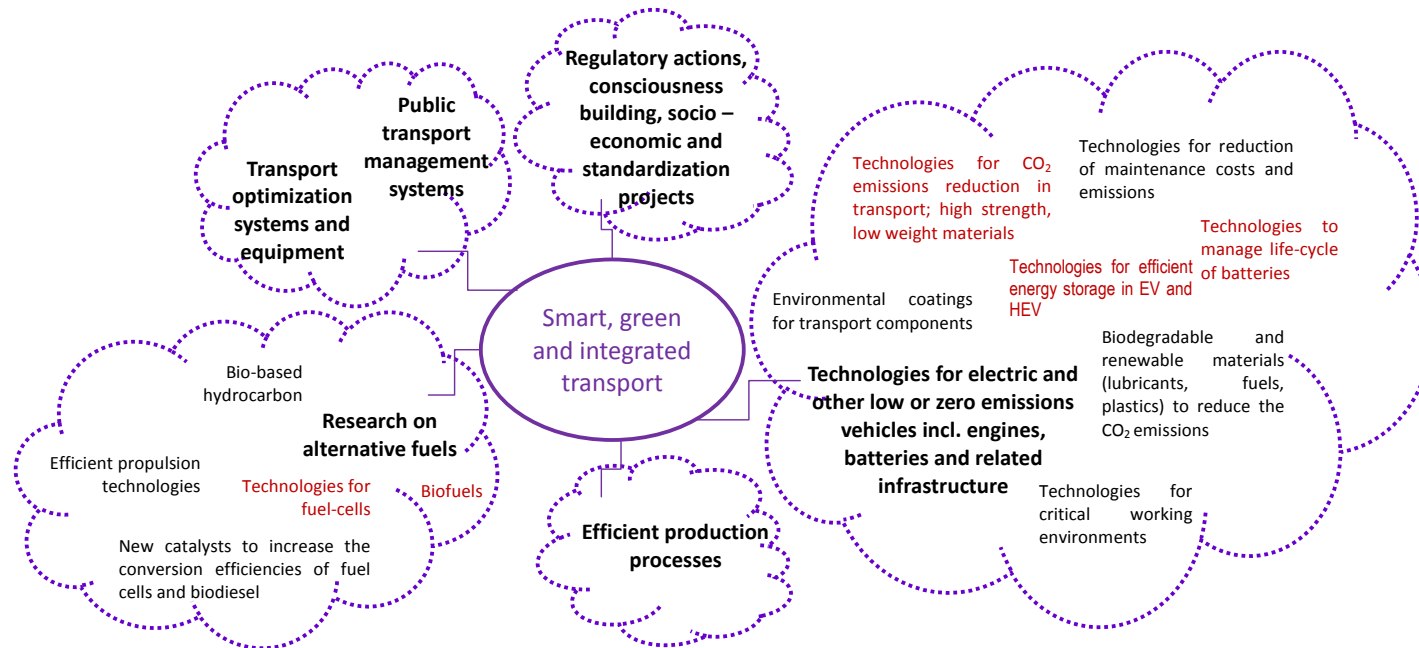 Regulatory actions,
consciousness
building, socio –
economic and
standardization
projects
Public
transport
management
systems
Transport
optimization
systems and
equipment
Smart, green
and integrated
transport
Technologies for CO₂
emissions reduction in
transport; high strength,
low weight materials
Technologies for reduction
of maintenance costs and
emissions
Technologies to
manage life-cycle
of batteries
Technologies for efficient
energy storage in EV and
HEV
Environmental coatings
for transport components
Biodegradable and
renewable materials
(lubricants, fuels,
plastics) to reduce the
CO₂ emissions
Technologies for electric and
other low or zero emissions
vehicles incl. engines,
batteries and related
infrastructure
Technologies for
critical working
environments
Bio-based
hydrocarbon
Research on
alternative fuels
Efficient propulsion
technologies
Technologies for
fuel-cells
Biofuels
New catalysts to increase the
conversion efficiencies of fuel
cells and biodiesel
Efficient production
processes